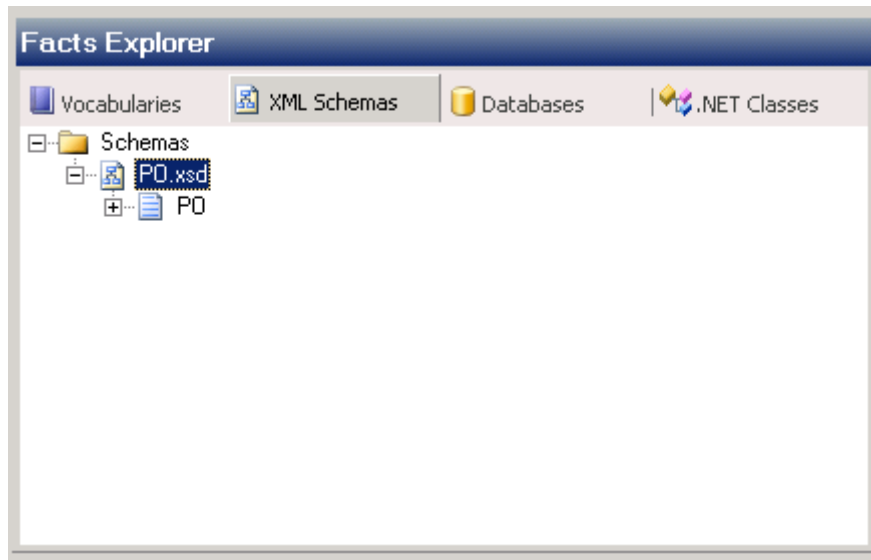 Facts Explorer
Vocabularies XML Schemas Databases .NET Classes
Schemas
PO.xsd
PO